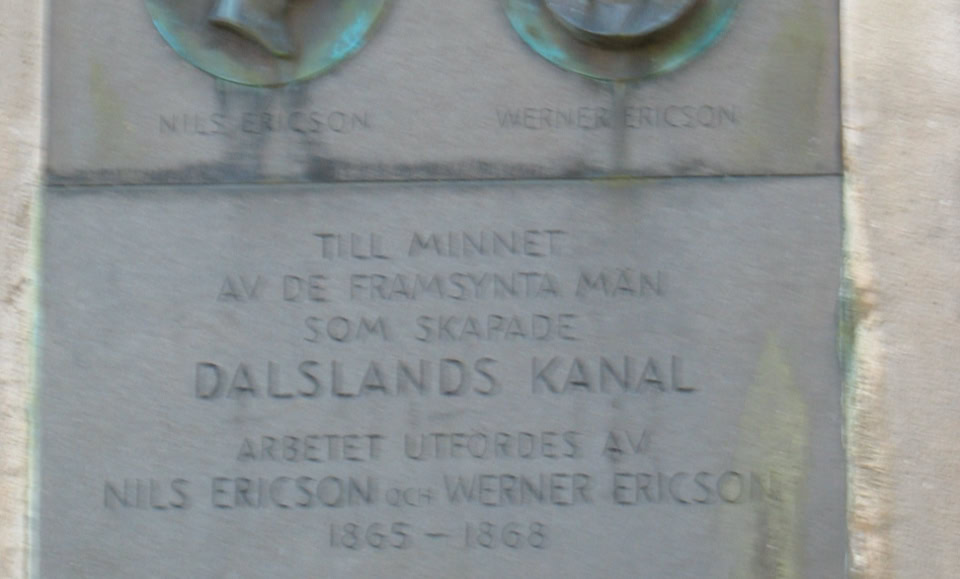 NILS ERICSON WERNER ERICSON
TILL MINNET
AV DE FRAMSYNTA MÄN
SOM SKAPADE
DALSLANDS KANAL
ARBETET UTFÖRDES AV
NILS ERICSON OCH WERNER ERICSON
1865 – 1868